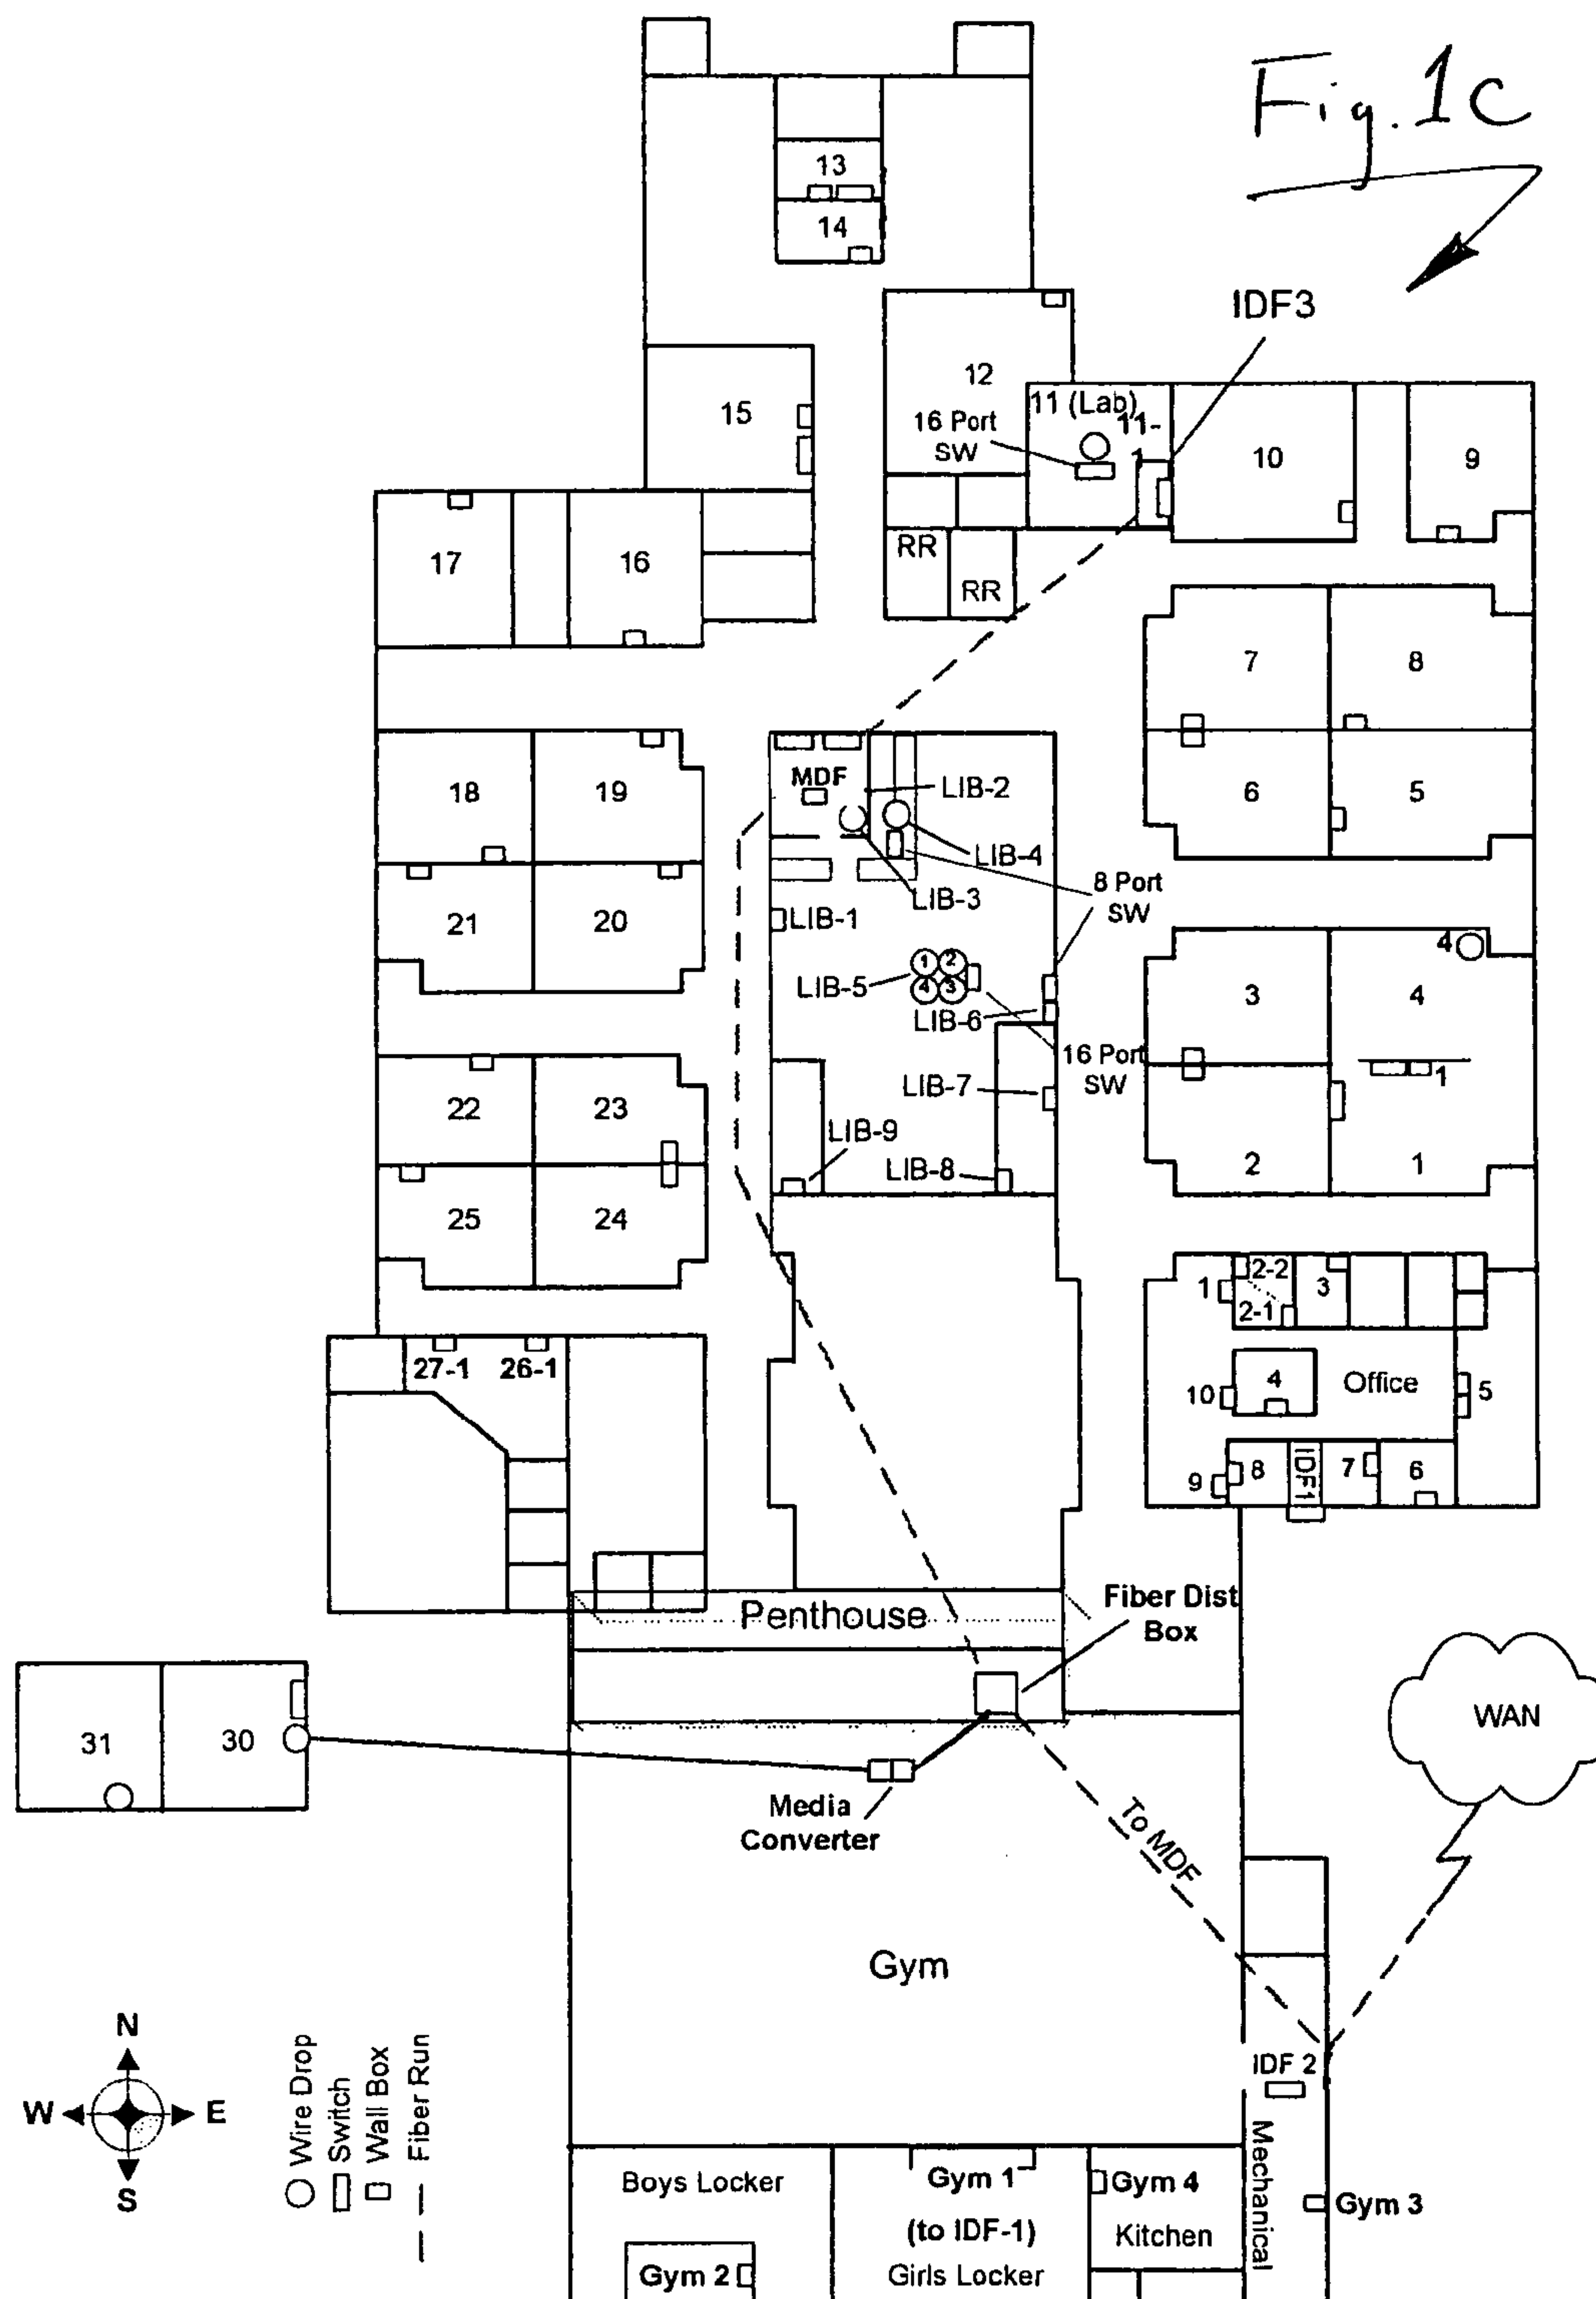 Fig. 1c
13
14
IDF3
12
11 (Lab)
11-
1
16 Port
SW
15
10
9
RR
RR
17
16
7
8
MDF
LIB-2
18
19
6
5
LIB-4
LIB-3
8 Port
SW
LIB-1
21
20
4
1 2
4 3
LIB-5
3
4
LIB-6
16 Port
SW
1
LIB-7
22
23
LIB-9
LIB-8
2
1
25
24
1
2-2
2-1
3
27-1
26-1
10
4
Office
5
9
8
IDF1
7
6
Penthouse
Fiber Dist
Box
WAN
31
30
Media
Converter
To MDF
Gym
N
W
E
S
Wire Drop
Switch
Wall Box
Fiber Run
IDF 2
Mechanical
Boys Locker
Gym 1
(to IDF-1)
Girls Locker
Gym 4
Kitchen
Gym 3
Gym 2